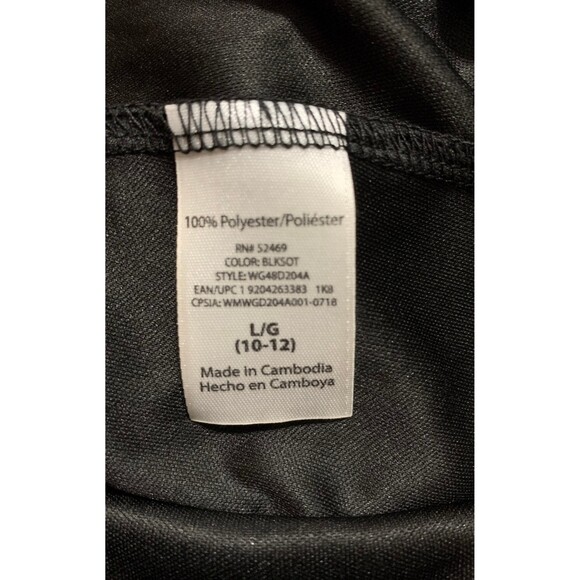 100% Polyester/Poliéster
RN# 52469
COLOR: BLKSOT
STYLE: WG48D204A
EAN/UPC 1 9204263383 1K8
CPSIA: WMWGD204A001-0718
L/G
(10-12)
Made in Cambodia
Hecho en Camboya